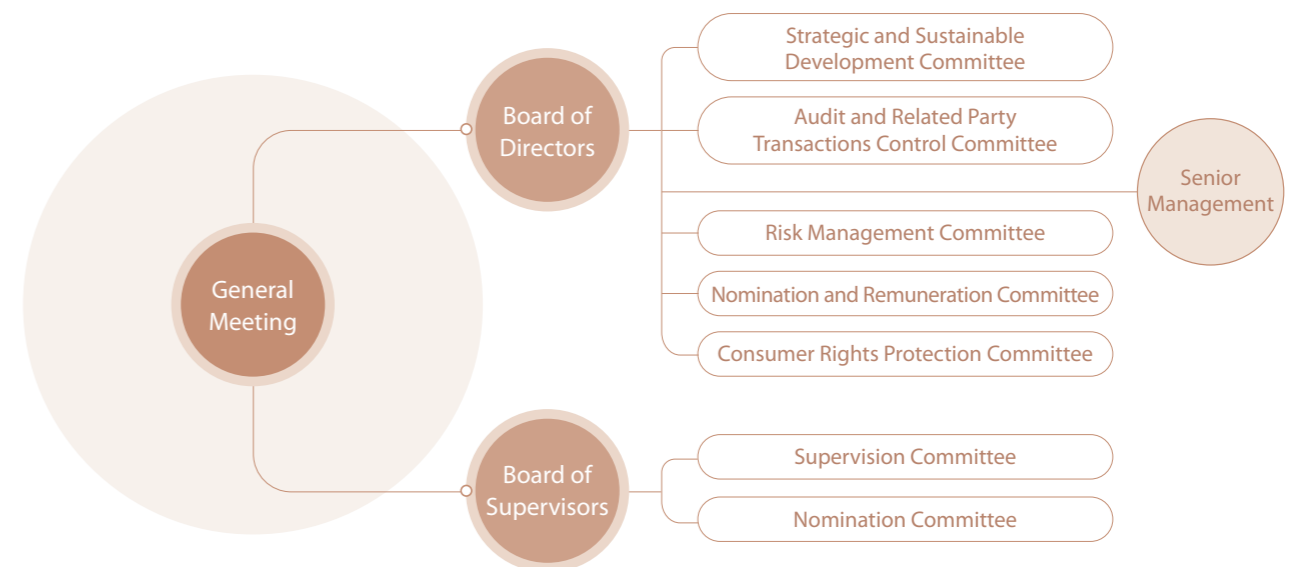 General
Meeting
Board of
Directors
Strategic and Sustainable
Development Committee
Audit and Related Party
Transactions Control Committee
Senior
Management
Risk Management Committee
Nomination and Remuneration Committee
Consumer Rights Protection Committee
Board of
Supervisors
Supervision Committee
Nomination Committee